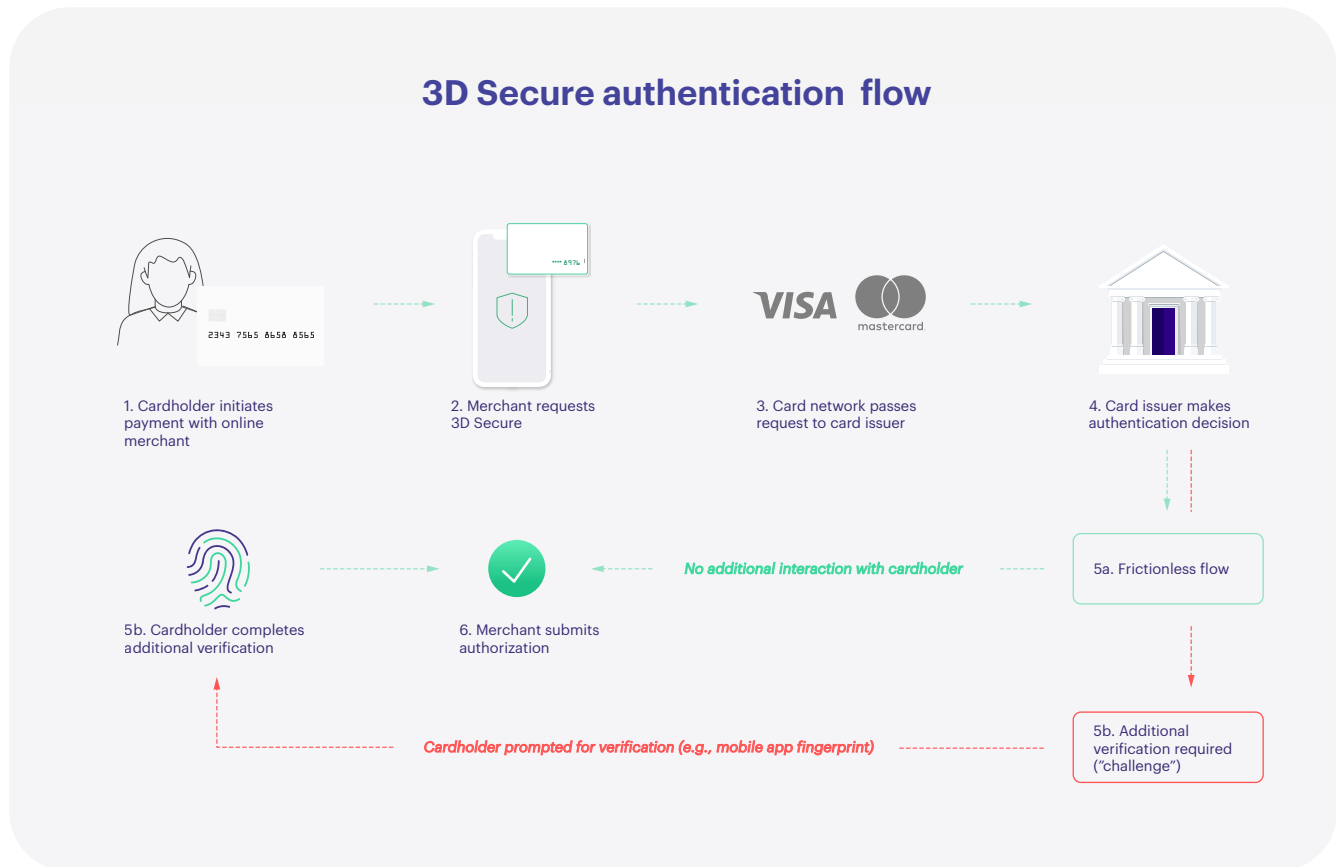 3D Secure authentication flow
2343 7565 8658 8565
**** 8976
VISA
mastercard.
1. Cardholder initiates
payment with online
merchant
2. Merchant requests
3D Secure
3. Card network passes
request to card issuer
4. Card issuer makes
authentication decision
5b. Cardholder completes
additional verification
6. Merchant submits
authorization
No additional interaction with cardholder
5a. Frictionless flow
Cardholder prompted for verification (e.g., mobile app fingerprint)
5b. Additional
verification required
(”challenge”)